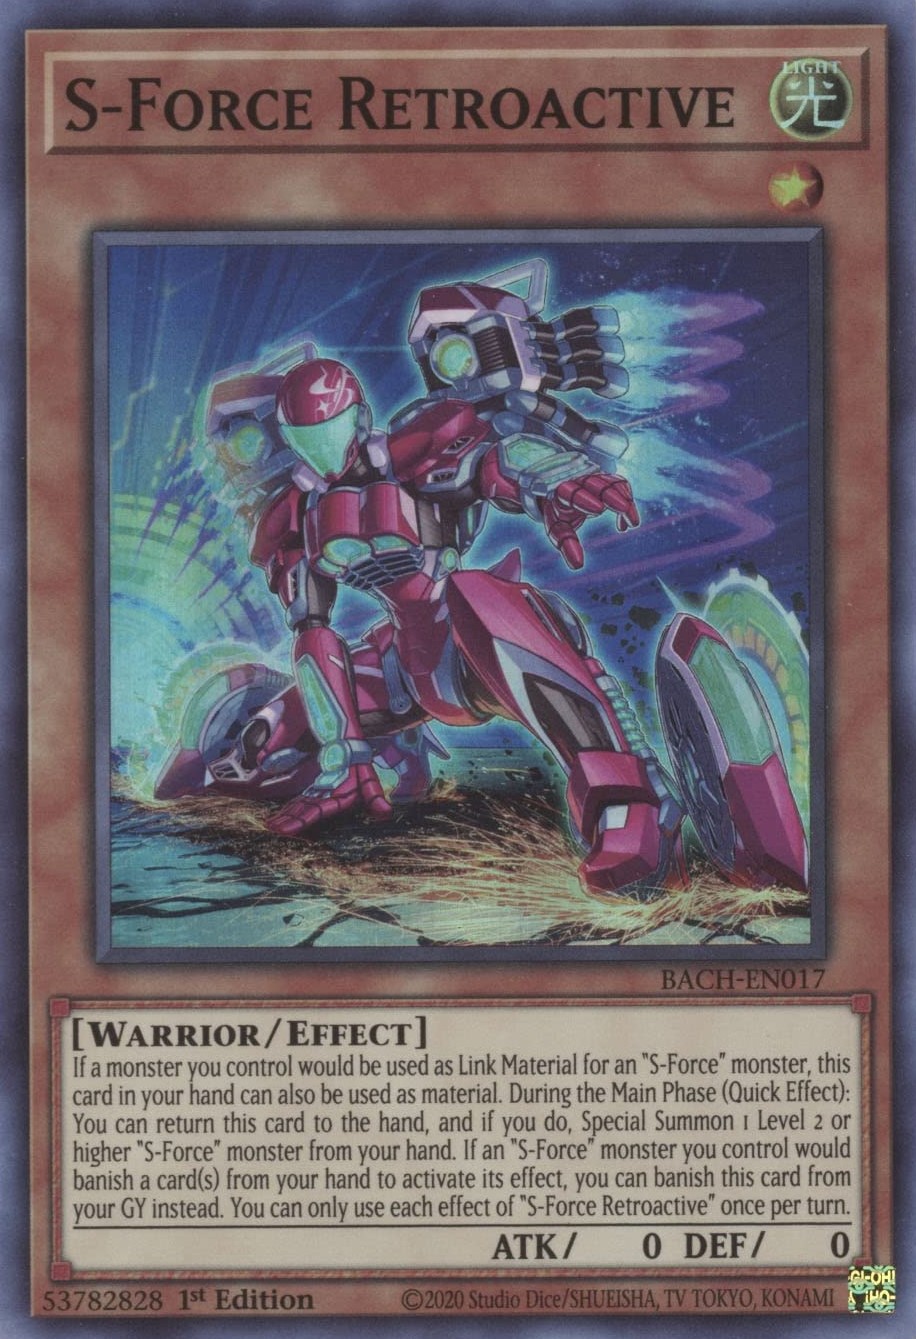 S-Force Retroactive
LIGHT
光
BACH-EN017
[Warrior/Effect]
If a monster you control would be used as Link Material for an "S-Force" monster, this
card in your hand can also be used as material. During the Main Phase (Quick Effect):
You can return this card to the hand, and if you do, Special Summon 1 Level 2 or
higher "S-Force" monster from your hand. If an "S-Force" monster you control would
banish a card(s) from your hand to activate its effect, you can banish this card from
your GY instead. You can only use each effect of "S-Force Retroactive" once per turn.
ATK/ 0 DEF/ 0
53782828 1st Edition ©2020 Studio Dice/SHUEISHA, TV TOKYO, KONAMI